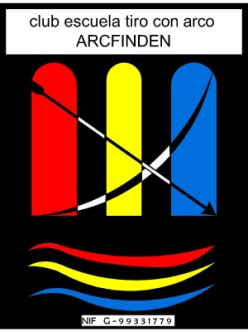 club escuela tiro con arco
ARCFINDEN
NIF G-99331779